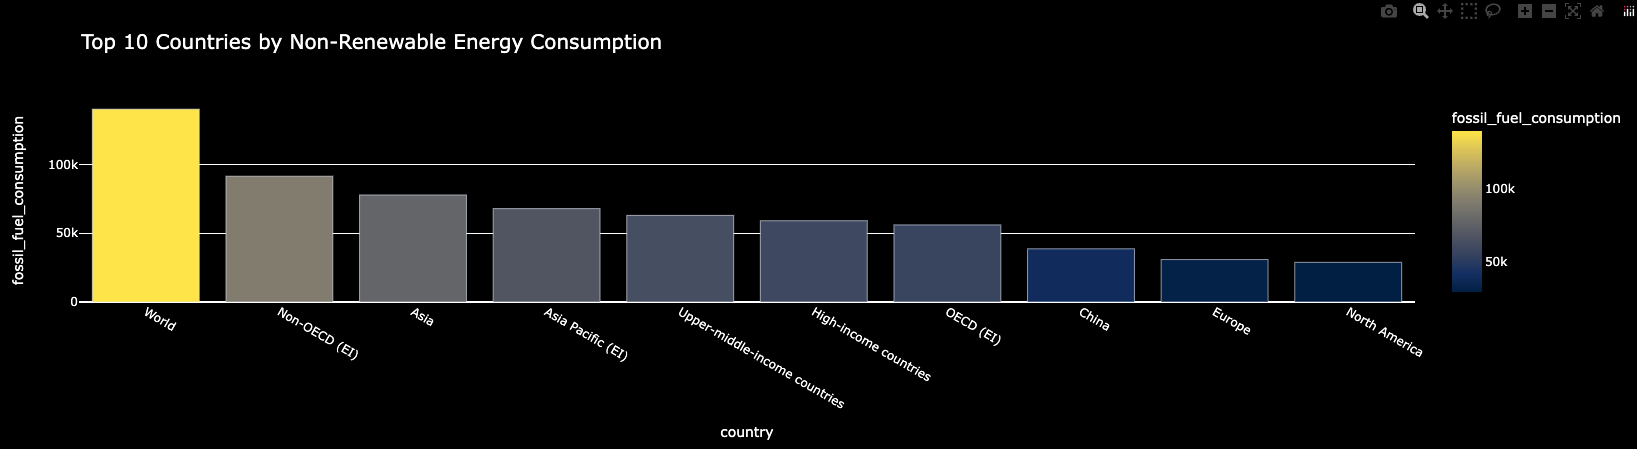 Top 10 Countries by Non-Renewable Energy Consumption
fossil_fuel_consumption
100k
50k
0
World
Non-OECD (EI)
Asia
Asia Pacific (EI)
Upper-middle-income countries
High-income countries
OECD (EI)
China
Europe
North America
country
fossil_fuel_consumption
100k
50k